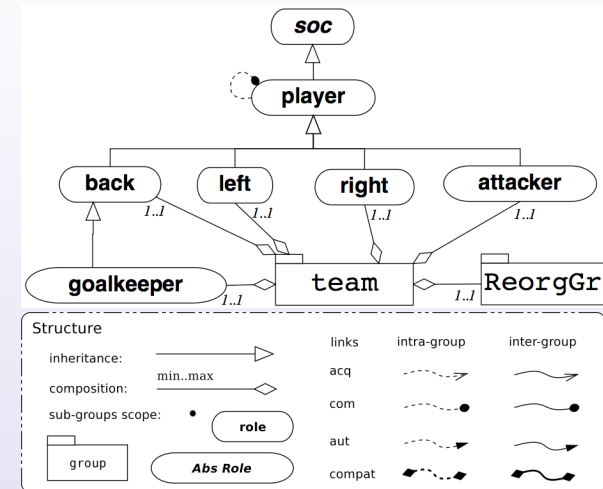 soc
player
back
left
right
attacker
1..1
1..1
1..1
1..1
goalkeeper
1..1
team
1..1
ReorgGr
Structure
links intra-group inter-group
inheritance:
acq
min..max
composition:
com
sub-groups scope:
role
aut
group
Abs Role
compat